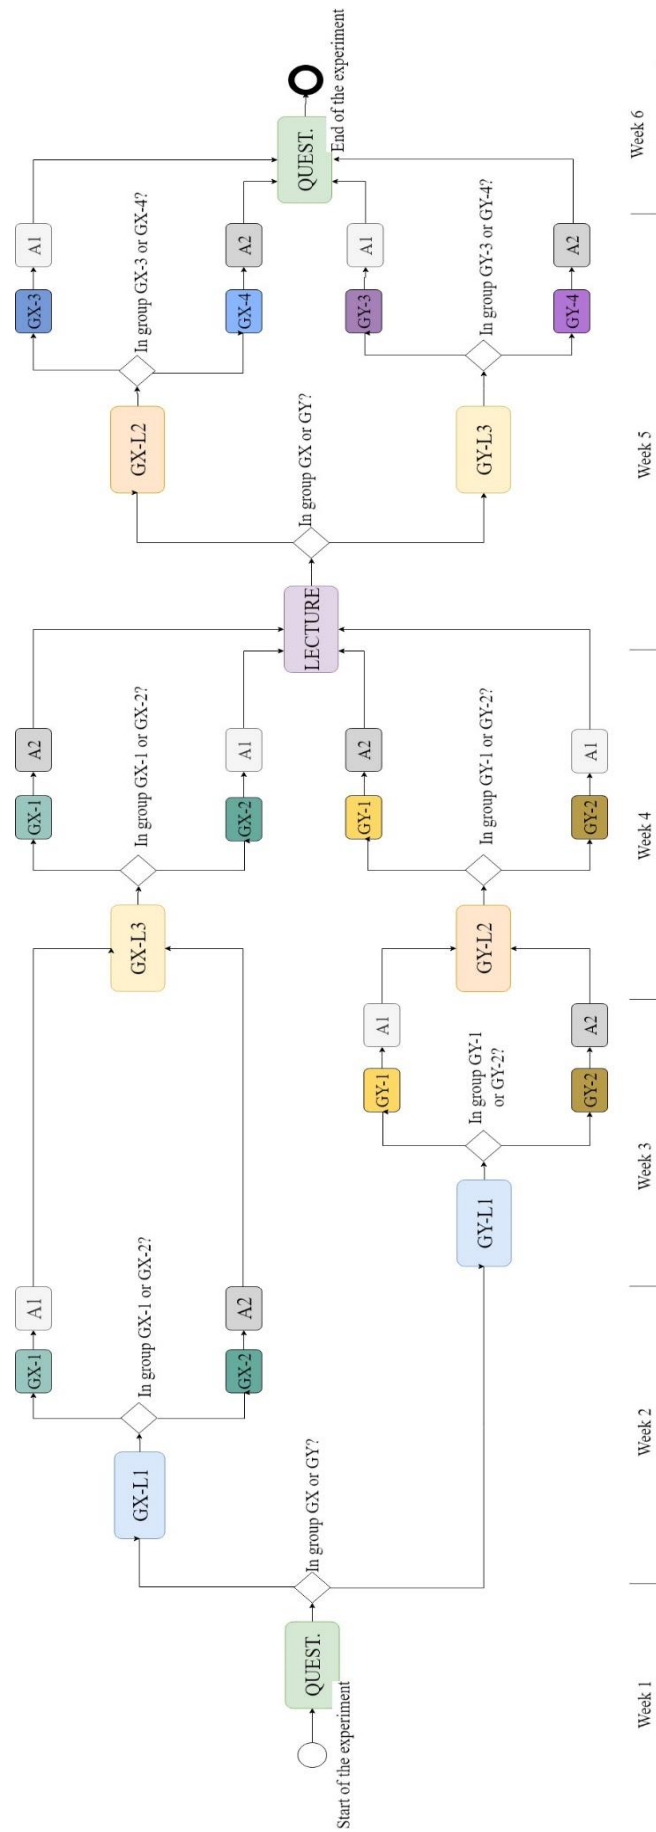 Start of the experiment
QUEST.
In group GX or GY?
GX-L1
In group GX-1 or GX-2?
GX-1
A1
GX-2
A2
GY-L1
In group GY-1
or GY-2?
GY-1
A1
GY-2
A2
GX-L3
In group GX-1 or GX-2?
GX-1
A2
GX-2
A1
GY-L2
In group GY-1 or GY-2?
GY-1
A2
GY-2
A1
LECTURE
In group GX or GY?
GX-L2
In group GX-3 or GX-4?
GX-3
A1
GX-4
A2
GY-L3
In group GY-3 or GY-4?
GY-3
A1
GY-4
A2
QUEST.
End of the experiment
Week 1
Week 2
Week 3
Week 4
Week 5
Week 6